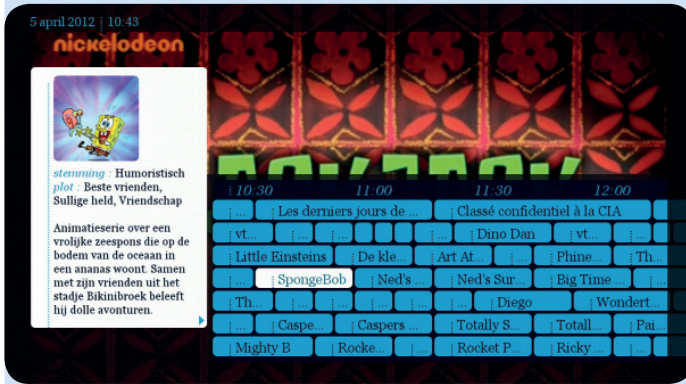 5 april 2012 ¦ 10:43
nickelodeon
stemming : Humoristisch
plot : Beste vrienden,
Sullige held, Vriendschap
Animatieserie over een
vrolijke zeespons die op de
bodem van de oceaan in
een ananas woont. Samen
met zijn vrienden uit het
stadje Bikinibroek beleeft
hij dolle avonturen.
10:30 11:00 11:30 12:00
... Les derniers jours de ... Classé confidentiel à la CIA
vt... ... ... ... Dino Dan vt... ...
Little Einsteins De kle... Art At... ... Phine... Th...
... SpongeBob Ned's ... Ned's Sur... Big Time ... ...
Th... ... ... ... Diego Wondert...
... Caspe... Caspers ... Totally S... Totall... Pai...
Mighty B Rocke... ... Rocket P... Ricky ... ...